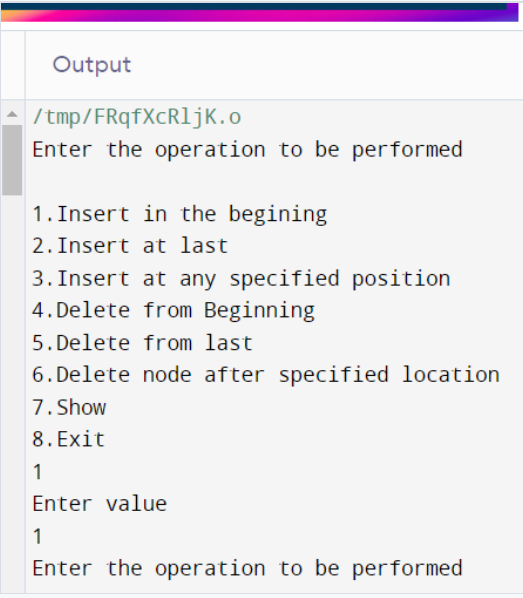 Output
/tmp/FRqfXcRljK.o
Enter the operation to be performed
1.Insert in the begining
2.Insert at last
3.Insert at any specified position
4.Delete from Beginning
5.Delete from last
6.Delete node after specified location
7.Show
8.Exit
1
Enter value
1
Enter the operation to be performed